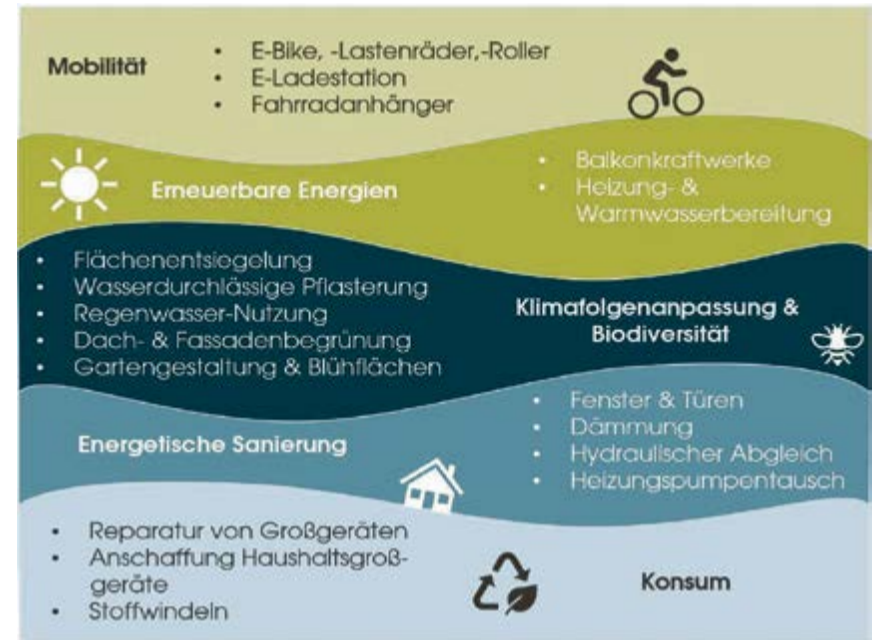 Mobilität
• E-Bike, -Lastenräder,-Roller
• E-Ladestation
• Fahrradanhänger
Erneuerbare Energien
• Balkonkraftwerke
• Heizung- &
Warmwasserbereitung
• Flächenentsiegelung
• Wasserdurchlässige Pflasterung
• Regenwasser-Nutzung
• Dach- & Fassadenbegrünung
• Gartengestaltung & Blühflächen
Klimafolgenanpassung &
Biodiversität
Energetische Sanierung
• Fenster & Türen
• Dämmung
• Hydraulischer Abgleich
• Heizungspumpentausch
• Reparatur von Großgeräten
• Anschaffung Haushaltsgroß-
geräte
• Stoffwindeln
Konsum